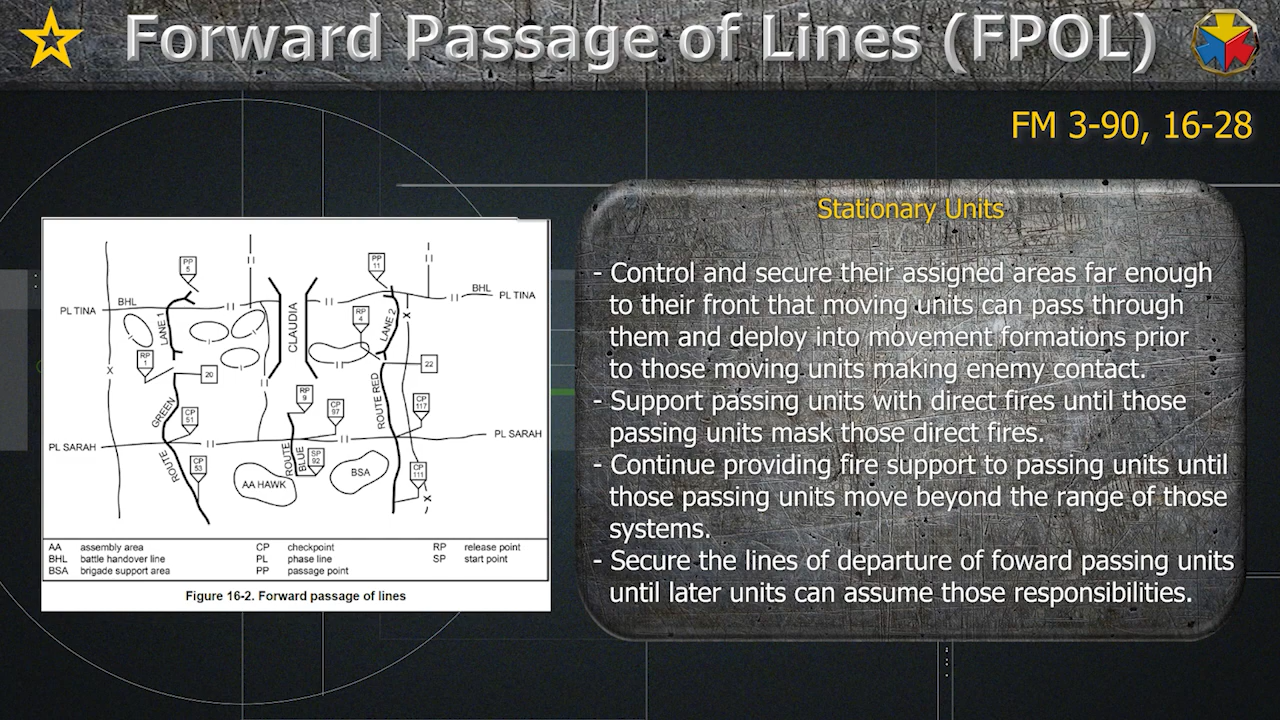 Forward Passage of Lines (FPOL)
FM 3-90, 16-28
Stationary Units
- Control and secure their assigned areas far enough
to their front that moving units can pass through
them and deploy into movement formations prior
to those moving units making enemy contact.
- Support passing units with direct fires until those
passing units mask those direct fires.
- Continue providing fire support to passing units until
those passing units move beyond the range of those
systems.
- Secure the lines of departure of foward passing units
until later units can assume those responsibilities.
PP
5
PP
11
BHL
BHL
PL TINA
PL TINA
LANE 1
CLAUDIA
RP
4
LANE 2
X
RP
1
X
20
22
RP
9
GREEN
CP
51
CP
97
ROUTE RED
CP
117
PL SARAH
PL SARAH
ROUTE
CP
53
ROUTE
BLUE
SP
92
AA HAWK
BSA
CP
111
X
AA assembly area CP checkpoint RP release point
BHL battle handover line PL phase line SP start point
BSA brigade support area PP passage point
Figure 16-2. Forward passage of lines